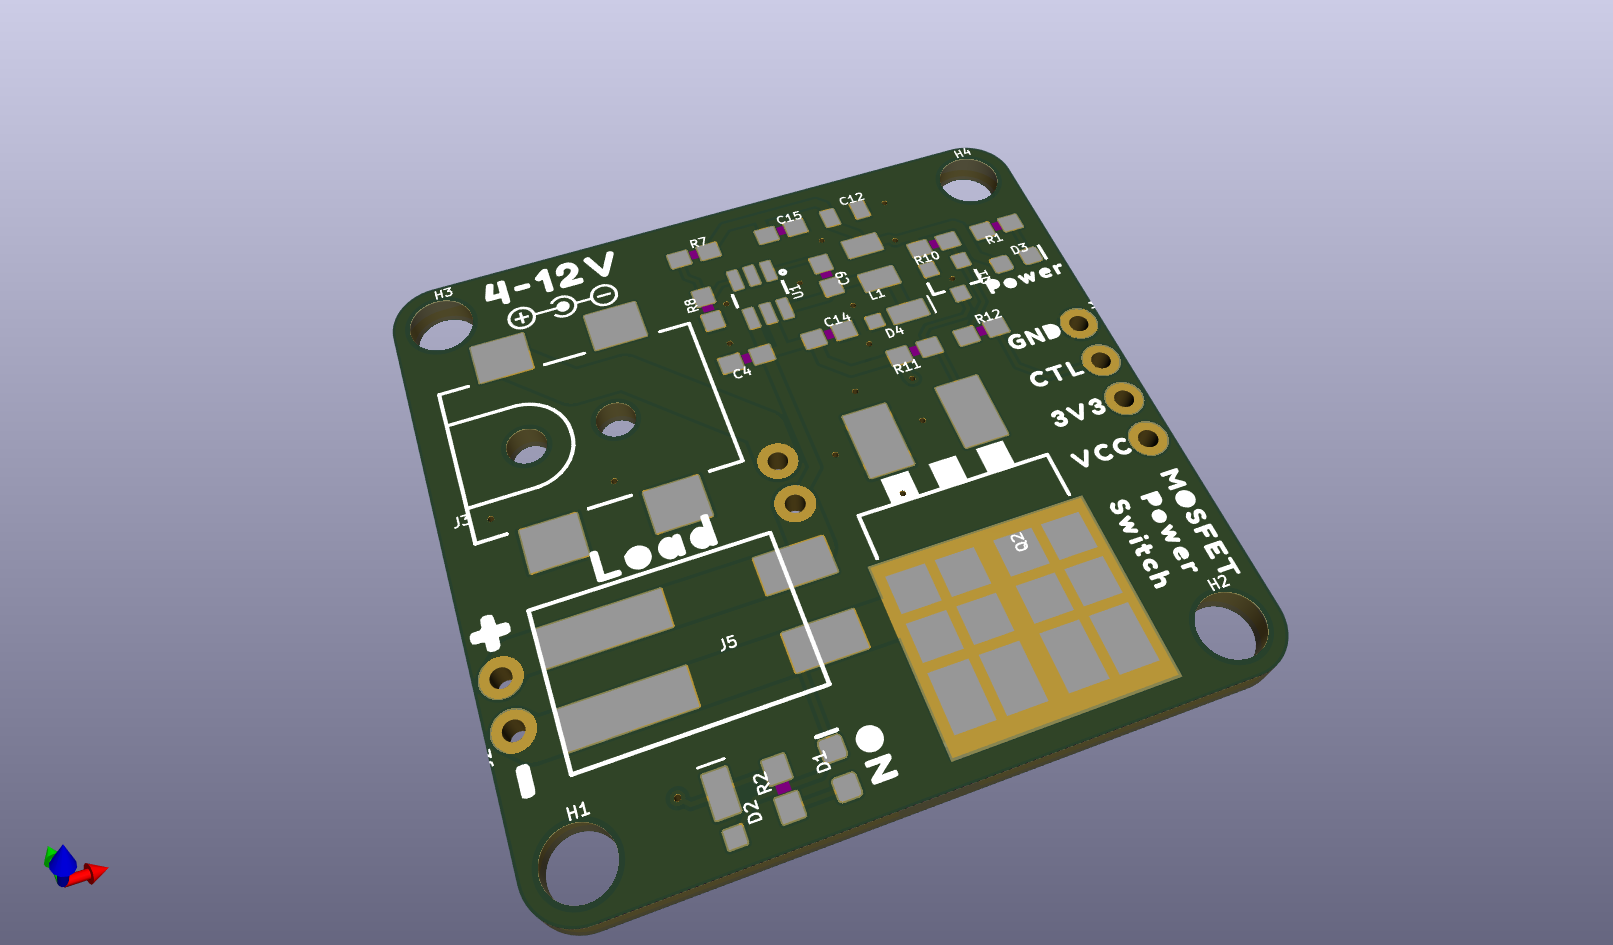 H4
C12
C15
R7
R1
R10
D3
Power
4-12V
H3
C9
U1
L1
R8
C14
R12
D4
GND
R11
C4
CTL
3V3
VCC
MOSFET
Power
Switch
J3
Load
Q2
H2
J5
ON
D1
R2
D2
H1